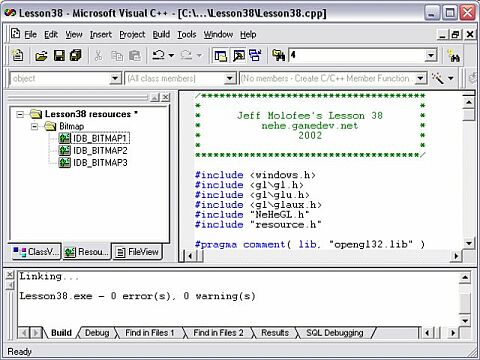 Lesson38 - Microsoft Visual C++ - [C:\...\Lesson38\Lesson38.cpp]
File Edit View Insert Project Build Tools Window Help
4
object
(All class members)
(No members - Create C/C++ Member Function.
Lesson38 resources *
Bitmap
IDB_BITMAP1
IDB_BITMAP2
IDB_BITMAP3
ClassV... Resou... FileView
Jeff Molofee's Lesson 38
nehe.gamedev.net
2002
#include <windows.h>
#include <gl\gl.h>
#include <gl\glu.h>
#include <gl\glaux.h>
#include "NeHeGL.h"
#include "resource.h"
#pragma comment( lib, "opengl32.lib" )
Linking...
Lesson38.exe - 0 error(s), 0 warning(s)
Build Debug Find in Files 1 Find in Files 2 Results SQL Debugging
Ready